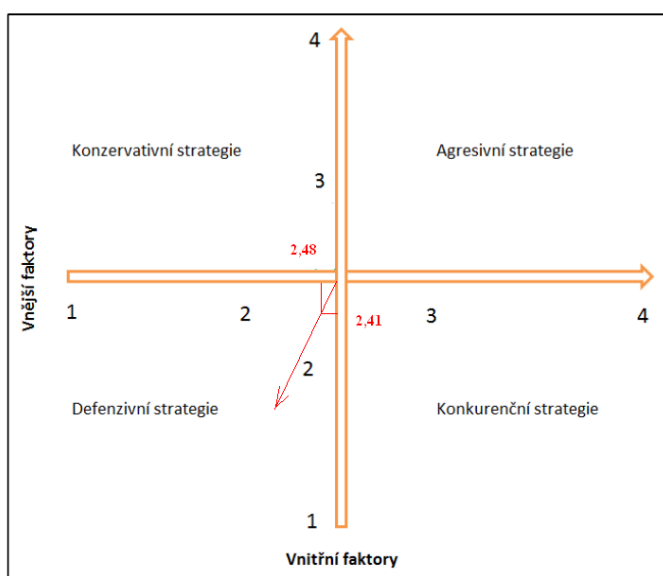 4
Konzervativní strategie
Agresivní strategie
3
2,48
Vnější faktory
1
2
3
4
2,41
2
Defenzivní strategie
Konkurenční strategie
1
Vnitřní faktory